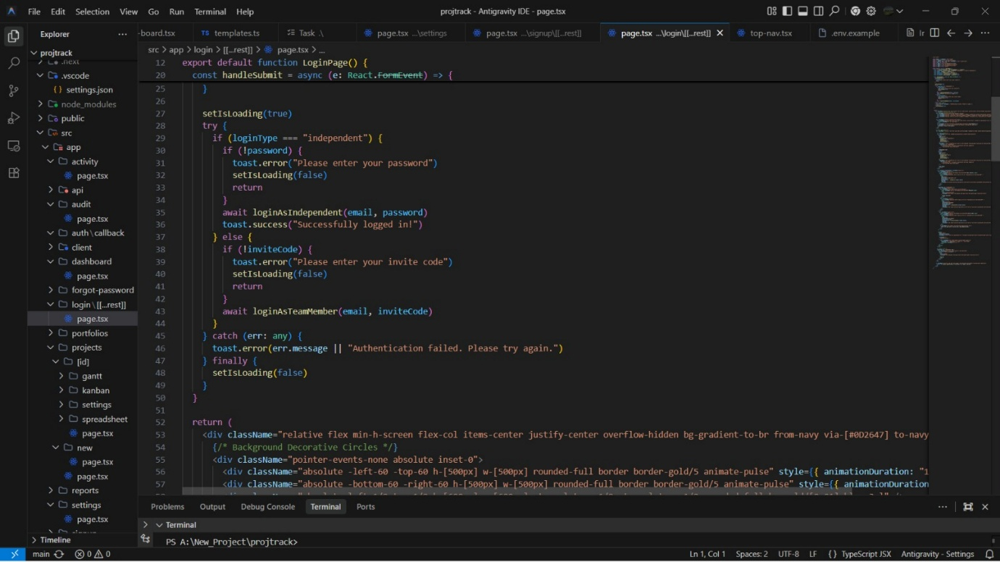 File Edit Selection View Go Run Terminal Help
projtrack - Antigravity IDE - page.tsx
Explorer
projtrack
.next
.vscode
{} settings.json
node_modules
public
src
app
activity
page.tsx
api
audit
page.tsx
auth \ callback
client
dashboard
page.tsx
forgot-password
login \ [[...rest]]
page.tsx
portfolios
projects
[id]
gantt
kanban
settings
spreadsheet
page.tsx
new
page.tsx
page.tsx
reports
settings
page.tsx
Timeline
-board.tsx
TS templates.ts
Task .\
page.tsx ...\settings
page.tsx ...\signup\[[...rest]]
page.tsx ...\login\[[...rest]]
top-nav.tsx
.env.example
Ir
src > app > login > [[...rest]] > page.tsx > ...
12 export default function LoginPage() {
20 const handleSubmit = async (e: React.FormEvent) => {
25 }
26
27 setIsLoading(true)
28 try {
29 if (loginType === "independent") {
30 if (!password) {
31 toast.error("Please enter your password")
32 setIsLoading(false)
33 return
34 }
35 await loginAsIndependent(email, password)
36 toast.success("Successfully logged in!")
37 } else {
38 if (!inviteCode) {
39 toast.error("Please enter your invite code")
40 setIsLoading(false)
41 return
42 }
43 await loginAsTeamMember(email, inviteCode)
44 }
45 } catch (err: any) {
46 toast.error(err.message || "Authentication failed. Please try again.")
47 } finally {
48 setIsLoading(false)
49 }
50 }
51
52 return (
53 <div className="relative flex min-h-screen flex-col items-center justify-center overflow-hidden bg-gradient-to-br from-navy via-[#0D2647] to-navy
54 {/* Background Decorative Circles */}
55 <div className="pointer-events-none absolute inset-0">
56 <div className="absolute -left-60 -top-60 h-[500px] w-[500px] rounded-full border border-gold/5 animate-pulse" style={{ animationDuration: "1
57 <div className="absolute -bottom-60 -right-60 h-[500px] w-[500px] rounded-full border border-gold/5 animate-pulse" style={{ animationDuration
Problems Output Debug Console Terminal Ports
Terminal
PS A:\New_Project\projtrack>
main 0 0
Ln 1, Col 1 Spaces: 2 UTF-8 LF {} TypeScript JSX Antigravity - Settings